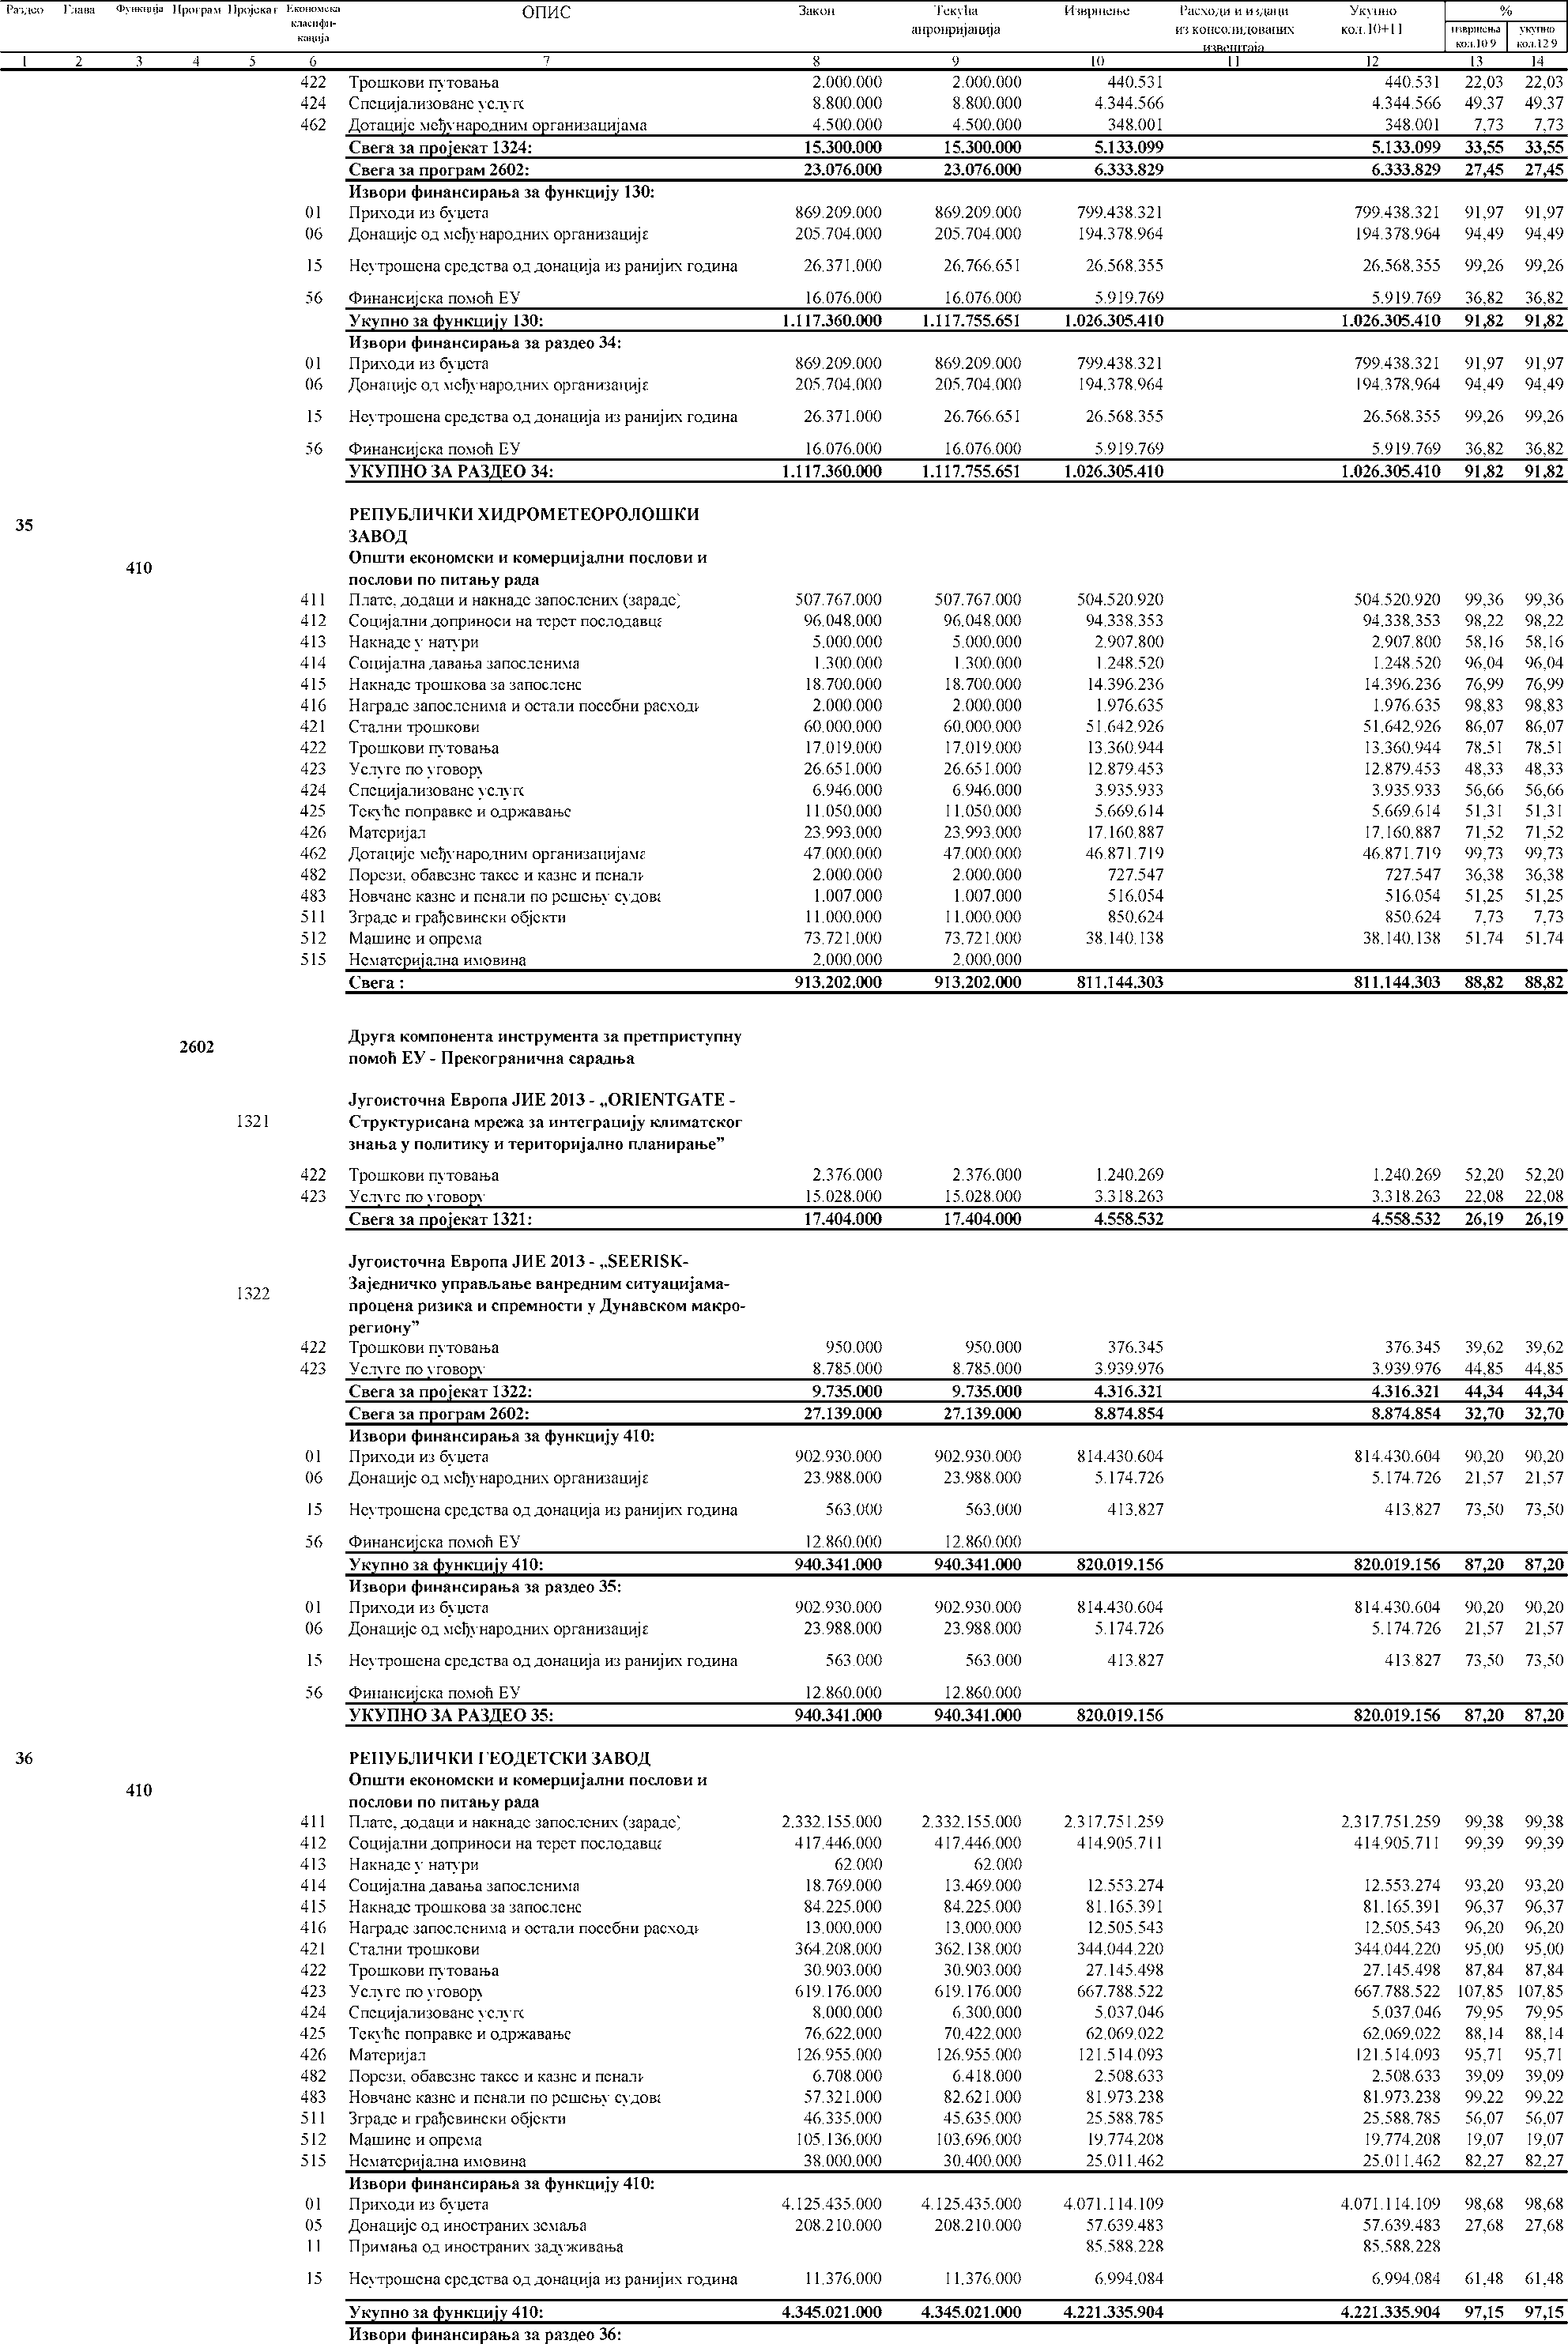 Раздео Глава Функција Програм Пројекат Економска класифи-кација ОПИС Закон Текућа апропријација Извршење Расходи и издаци из консолидованих извештаја Укупно кол.10+11 % извршења кол.10/9 укупно кол.12/9
1 2 3 4 5 6 7 8 9 10 11 12 13 14
422 Трошкови путовања 2.000.000 2.000.000 440.531 440.531 22,03 22,03
424 Специјализоване услуге 8.800.000 8.800.000 4.344.566 4.344.566 49,37 49,37
462 Дотације међународним организацијама 4.500.000 4.500.000 348.001 348.001 7,73 7,73
Свега за пројекат 1324: 15.300.000 15.300.000 5.133.099 5.133.099 33,55 33,55
Свега за програм 2602: 23.076.000 23.076.000 6.333.829 6.333.829 27,45 27,45
Извори финансирања за функцију 130:
01 Приходи из буџета 869.209.000 869.209.000 799.438.321 799.438.321 91,97 91,97
06 Донације од међународних организација 205.704.000 205.704.000 194.378.964 194.378.964 94,49 94,49
15 Неутрошена средства од донација из ранијих година 26.371.000 26.766.651 26.568.355 26.568.355 99,26 99,26
56 Финансијска помоћ ЕУ 16.076.000 16.076.000 5.919.769 5.919.769 36,82 36,82
Укупно за функцију 130: 1.117.360.000 1.117.755.651 1.026.305.410 1.026.305.410 91,82 91,82
Извори финансирања за раздео 34:
01 Приходи из буџета 869.209.000 869.209.000 799.438.321 799.438.321 91,97 91,97
06 Донације од међународних организација 205.704.000 205.704.000 194.378.964 194.378.964 94,49 94,49
15 Неутрошена средства од донација из ранијих година 26.371.000 26.766.651 26.568.355 26.568.355 99,26 99,26
56 Финансијска помоћ ЕУ 16.076.000 16.076.000 5.919.769 5.919.769 36,82 36,82
УКУПНО ЗА РАЗДЕО 34: 1.117.360.000 1.117.755.651 1.026.305.410 1.026.305.410 91,82 91,82
35 РЕПУБЛИЧКИ ХИДРОМЕТЕОРОЛОШКИ
ЗАВОД
410 Општи економски и комерцијални послови и
послови по питању рада
411 Плате, додаци и накнаде запослених (зараде) 507.767.000 507.767.000 504.520.920 504.520.920 99,36 99,36
412 Социјални доприноси на терет послодавца 96.048.000 96.048.000 94.338.353 94.338.353 98,22 98,22
413 Накнаде у натури 5.000.000 5.000.000 2.907.800 2.907.800 58,16 58,16
414 Социјална давања запосленима 1.300.000 1.300.000 1.248.520 1.248.520 96,04 96,04
415 Накнаде трошкова за запослене 18.700.000 18.700.000 14.396.236 14.396.236 76,99 76,99
416 Награде запосленима и остали посебни расходи 2.000.000 2.000.000 1.976.635 1.976.635 98,83 98,83
421 Стални трошкови 60.000.000 60.000.000 51.642.926 51.642.926 86,07 86,07
422 Трошкови путовања 17.019.000 17.019.000 13.360.944 13.360.944 78,51 78,51
423 Услуге по уговору 26.651.000 26.651.000 12.879.453 12.879.453 48,33 48,33
424 Специјализоване услуге 6.946.000 6.946.000 3.935.933 3.935.933 56,66 56,66
425 Текуће поправке и одржавање 11.050.000 11.050.000 5.669.614 5.669.614 51,31 51,31
426 Материјал 23.993.000 23.993.000 17.160.887 17.160.887 71,52 71,52
462 Дотације међународним организацијама 47.000.000 47.000.000 46.871.719 46.871.719 99,73 99,73
482 Порези, обавезне таксе и казне и пенали 2.000.000 2.000.000 727.547 727.547 36,38 36,38
483 Новчане казне и пенали по решењу судова 1.007.000 1.007.000 516.054 516.054 51,25 51,25
511 Зграде и грађевински објекти 11.000.000 11.000.000 850.624 850.624 7,73 7,73
512 Машине и опрема 73.721.000 73.721.000 38.140.138 38.140.138 51,74 51,74
515 Нематеријална имовина 2.000.000 2.000.000
Свега : 913.202.000 913.202.000 811.144.303 811.144.303 88,82 88,82
2602 Друга компонента инструмента за претприступну
помоћ ЕУ - Прекогранична сарадња
Југоисточна Европа ЈИЕ 2013 - „ORIENTGATE -
1321 Структурисана мрежа за интеграцију климатског
знања у политику и територијално планирање”
422 Трошкови путовања 2.376.000 2.376.000 1.240.269 1.240.269 52,20 52,20
423 Услуге по уговору 15.028.000 15.028.000 3.318.263 3.318.263 22,08 22,08
Свега за пројекат 1321: 17.404.000 17.404.000 4.558.532 4.558.532 26,19 26,19
Југоисточна Европа ЈИЕ 2013 - „SEERISK-
1322 Заједничко управљање ванредним ситуацијама-
процена ризика и спремности у Дунавском макро-
региону”
422 Трошкови путовања 950.000 950.000 376.345 376.345 39,62 39,62
423 Услуге по уговору 8.785.000 8.785.000 3.939.976 3.939.976 44,85 44,85
Свега за пројекат 1322: 9.735.000 9.735.000 4.316.321 4.316.321 44,34 44,34
Свега за програм 2602: 27.139.000 27.139.000 8.874.854 8.874.854 32,70 32,70
Извори финансирања за функцију 410:
01 Приходи из буџета 902.930.000 902.930.000 814.430.604 814.430.604 90,20 90,20
06 Донације од међународних организација 23.988.000 23.988.000 5.174.726 5.174.726 21,57 21,57
15 Неутрошена средства од донација из ранијих година 563.000 563.000 413.827 413.827 73,50 73,50
56 Финансијска помоћ ЕУ 12.860.000 12.860.000
Укупно за функцију 410: 940.341.000 940.341.000 820.019.156 820.019.156 87,20 87,20
Извори финансирања за раздео 35:
01 Приходи из буџета 902.930.000 902.930.000 814.430.604 814.430.604 90,20 90,20
06 Донације од међународних организација 23.988.000 23.988.000 5.174.726 5.174.726 21,57 21,57
15 Неутрошена средства од донација из ранијих година 563.000 563.000 413.827 413.827 73,50 73,50
56 Финансијска помоћ ЕУ 12.860.000 12.860.000
УКУПНО ЗА РАЗДЕО 35: 940.341.000 940.341.000 820.019.156 820.019.156 87,20 87,20
36 РЕПУБЛИЧКИ ГЕОДЕТСКИ ЗАВОД
410 Општи економски и комерцијални послови и
послови по питању рада
411 Плате, додаци и накнаде запослених (зараде) 2.332.155.000 2.332.155.000 2.317.751.259 2.317.751.259 99,38 99,38
412 Социјални доприноси на терет послодавца 417.446.000 417.446.000 414.905.711 414.905.711 99,39 99,39
413 Накнаде у натури 62.000 62.000
414 Социјална давања запосленима 18.769.000 13.469.000 12.553.274 12.553.274 93,20 93,20
415 Накнаде трошкова за запослене 84.225.000 84.225.000 81.165.391 81.165.391 96,37 96,37
416 Награде запосленима и остали посебни расходи 13.000.000 13.000.000 12.505.543 12.505.543 96,20 96,20
421 Стални трошкови 364.208.000 362.138.000 344.044.220 344.044.220 95,00 95,00
422 Трошкови путовања 30.903.000 30.903.000 27.145.498 27.145.498 87,84 87,84
423 Услуге по уговору 619.176.000 619.176.000 667.788.522 667.788.522 107,85 107,85
424 Специјализоване услуге 8.000.000 6.300.000 5.037.046 5.037.046 79,95 79,95
425 Текуће поправке и одржавање 76.622.000 70.422.000 62.069.022 62.069.022 88,14 88,14
426 Материјал 126.955.000 126.955.000 121.514.093 121.514.093 95,71 95,71
482 Порези, обавезне таксе и казне и пенали 6.708.000 6.418.000 2.508.633 2.508.633 39,09 39,09
483 Новчане казне и пенали по решењу судова 57.321.000 82.621.000 81.973.238 81.973.238 99,22 99,22
511 Зграде и грађевински објекти 46.335.000 45.635.000 25.588.785 25.588.785 56,07 56,07
512 Машине и опрема 105.136.000 103.696.000 19.774.208 19.774.208 19,07 19,07
515 Нематеријална имовина 38.000.000 30.400.000 25.011.462 25.011.462 82,27 82,27
Извори финансирања за функцију 410:
01 Приходи из буџета 4.125.435.000 4.125.435.000 4.071.114.109 4.071.114.109 98,68 98,68
05 Донације од иностраних земаља 208.210.000 208.210.000 57.639.483 57.639.483 27,68 27,68
11 Примања од иностраних задуживања 85.588.228 85.588.228
15 Неутрошена средства од донација из ранијих година 11.376.000 11.376.000 6.994.084 6.994.084 61,48 61,48
Укупно за функцију 410: 4.345.021.000 4.345.021.000 4.221.335.904 4.221.335.904 97,15 97,15
Извори финансирања за раздео 36: